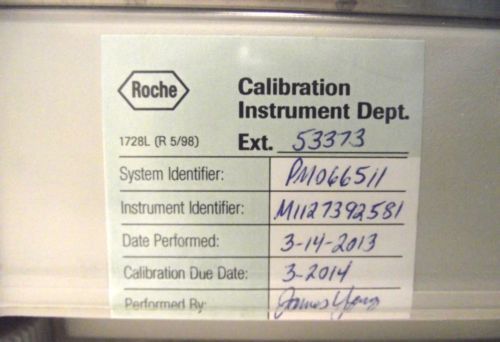 Roche
Calibration
Instrument Dept.
1728L (R 5/98) Ext. 53373
System Identifier: PM066511
Instrument Identifier: M1127392581
Date Performed: 3-14-2013
Calibration Due Date: 3-2014
Performed By: James